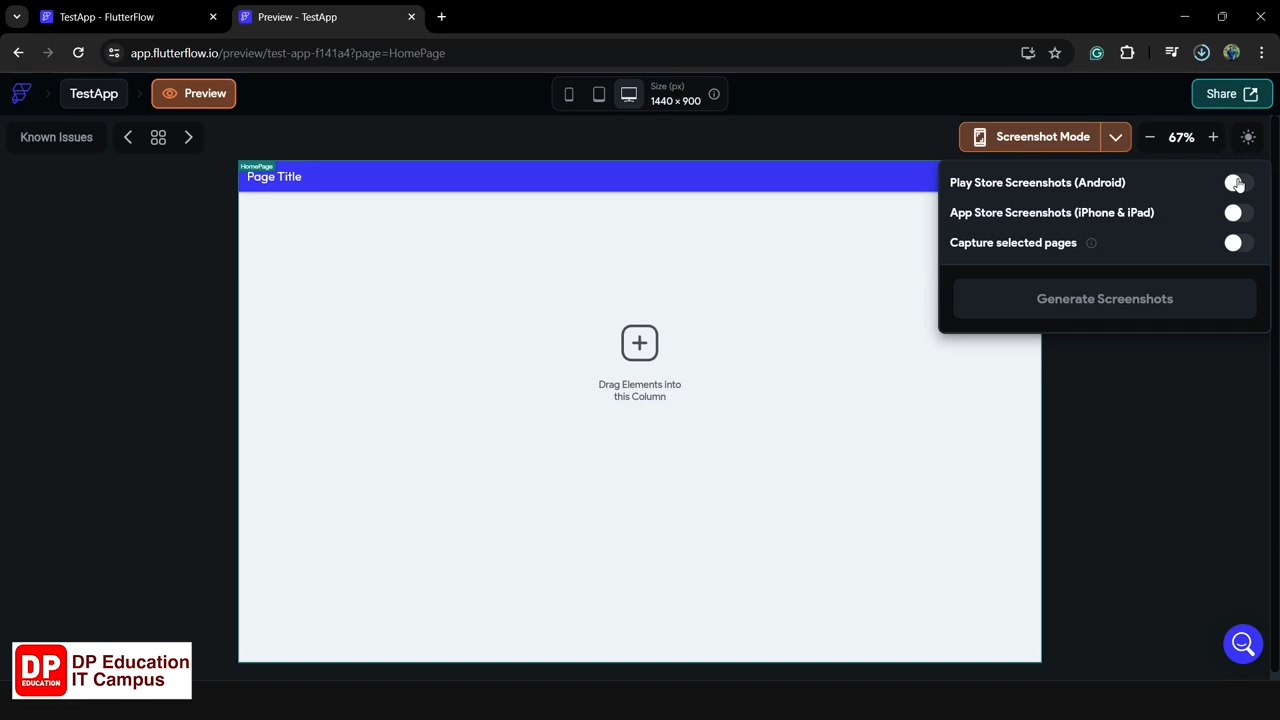 TestApp - FlutterFlow
Preview - TestApp
app.flutterflow.io/preview/test-app-f141a4?page=HomePage
TestApp
Preview
Size (px)
1440 × 900
Share
Known Issues
Screenshot Mode
67%
HomePage
Page Title
Play Store Screenshots (Android)
App Store Screenshots (iPhone & iPad)
Capture selected pages
Generate Screenshots
Drag Elements into
this Column
DP
EDUCATION
DP Education
IT Campus